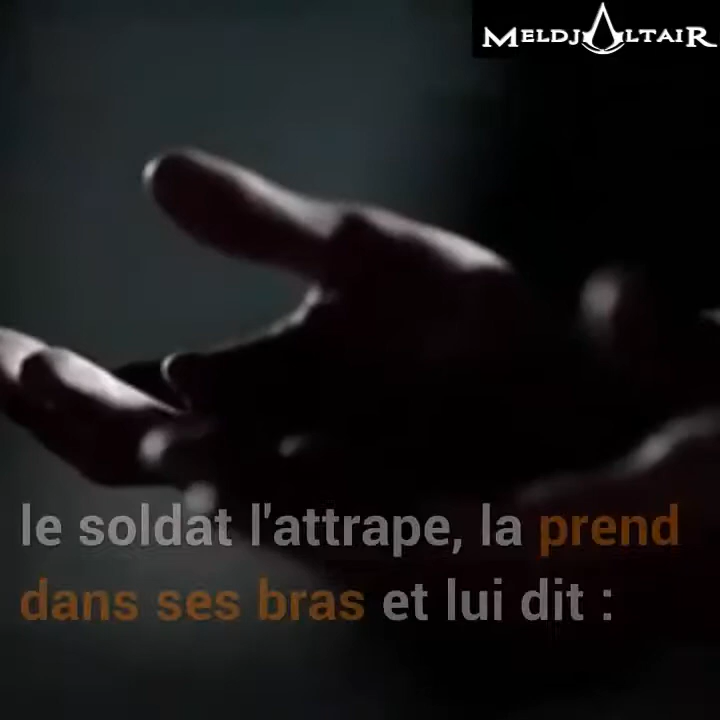 MELDJALTAIR
le soldat l'attrape, la prend
dans ses bras et lui dit :